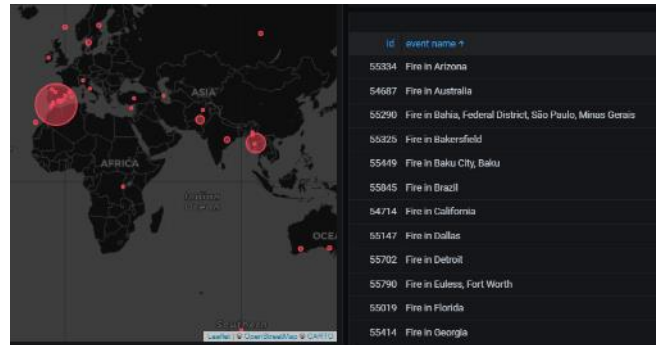 ASIA
AFRICA
OCEA
Leaflet | © OpenStreetMap © CARTO
id event name ↑
55334 Fire in Arizona
54687 Fire in Australia
55290 Fire in Bahia, Federal District, São Paulo, Minas Gerais
55325 Fire in Bakersfield
55449 Fire in Baku City, Baku
55845 Fire in Brazil
54714 Fire in California
55147 Fire in Dallas
55702 Fire in Detroit
55790 Fire in Euless, Fort Worth
55019 Fire in Florida
55414 Fire in Georgia